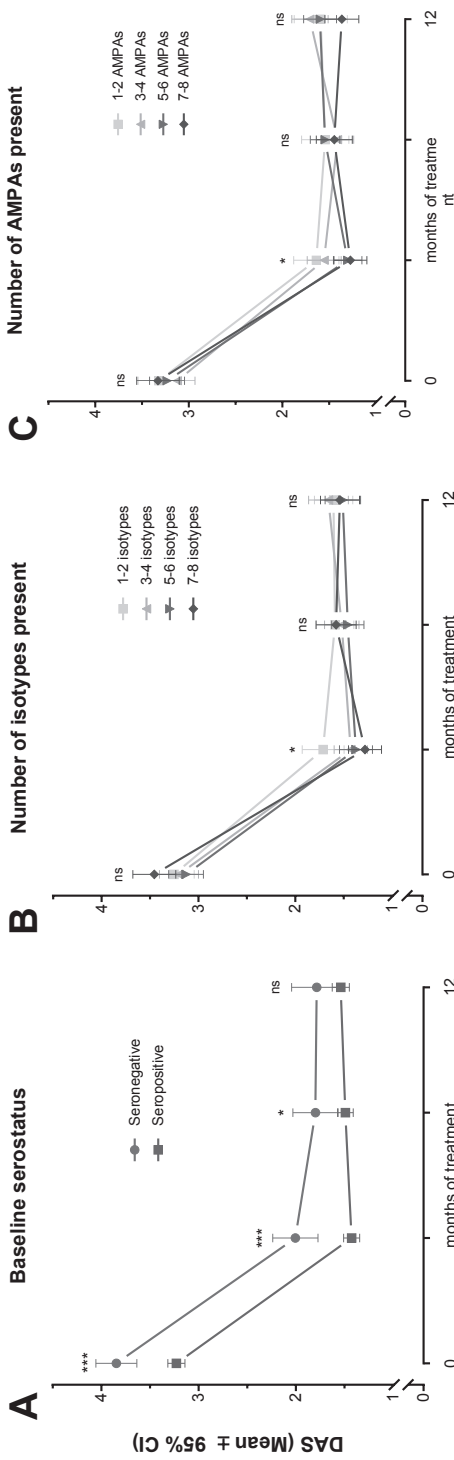 A
Baseline serostatus
DAS (Mean ± 95% CI)
4
3
2
1
0
***
***
*
ns
Seronegative
Seropositive
0
12
months of treatment
B
Number of isotypes present
4
3
2
1
0
ns
*
ns
ns
1-2 isotypes
3-4 isotypes
5-6 isotypes
7-8 isotypes
0
12
months of treatment
C
Number of AMPAs present
4
3
2
1
0
ns
*
ns
ns
1-2 AMPAs
3-4 AMPAs
5-6 AMPAs
7-8 AMPAs
0
12
months of treatme
nt